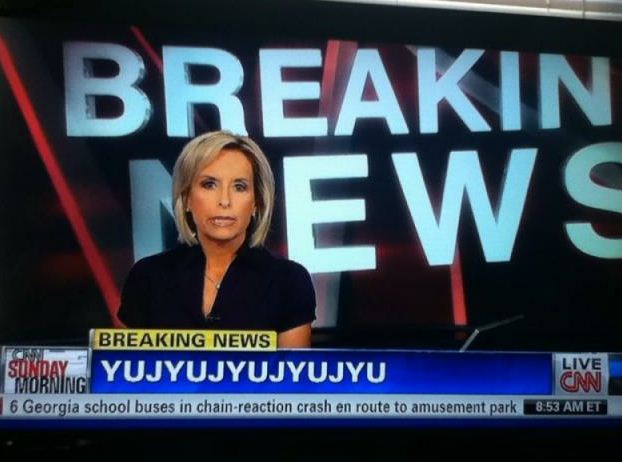 BREAKIN
NEWS
BREAKING NEWS
CNN
SUNDAY
MORNING
YUJYUJYUJYUJYU
LIVE
CNN
6 Georgia school buses in chain-reaction crash en route to amusement park
8:53 AM ET